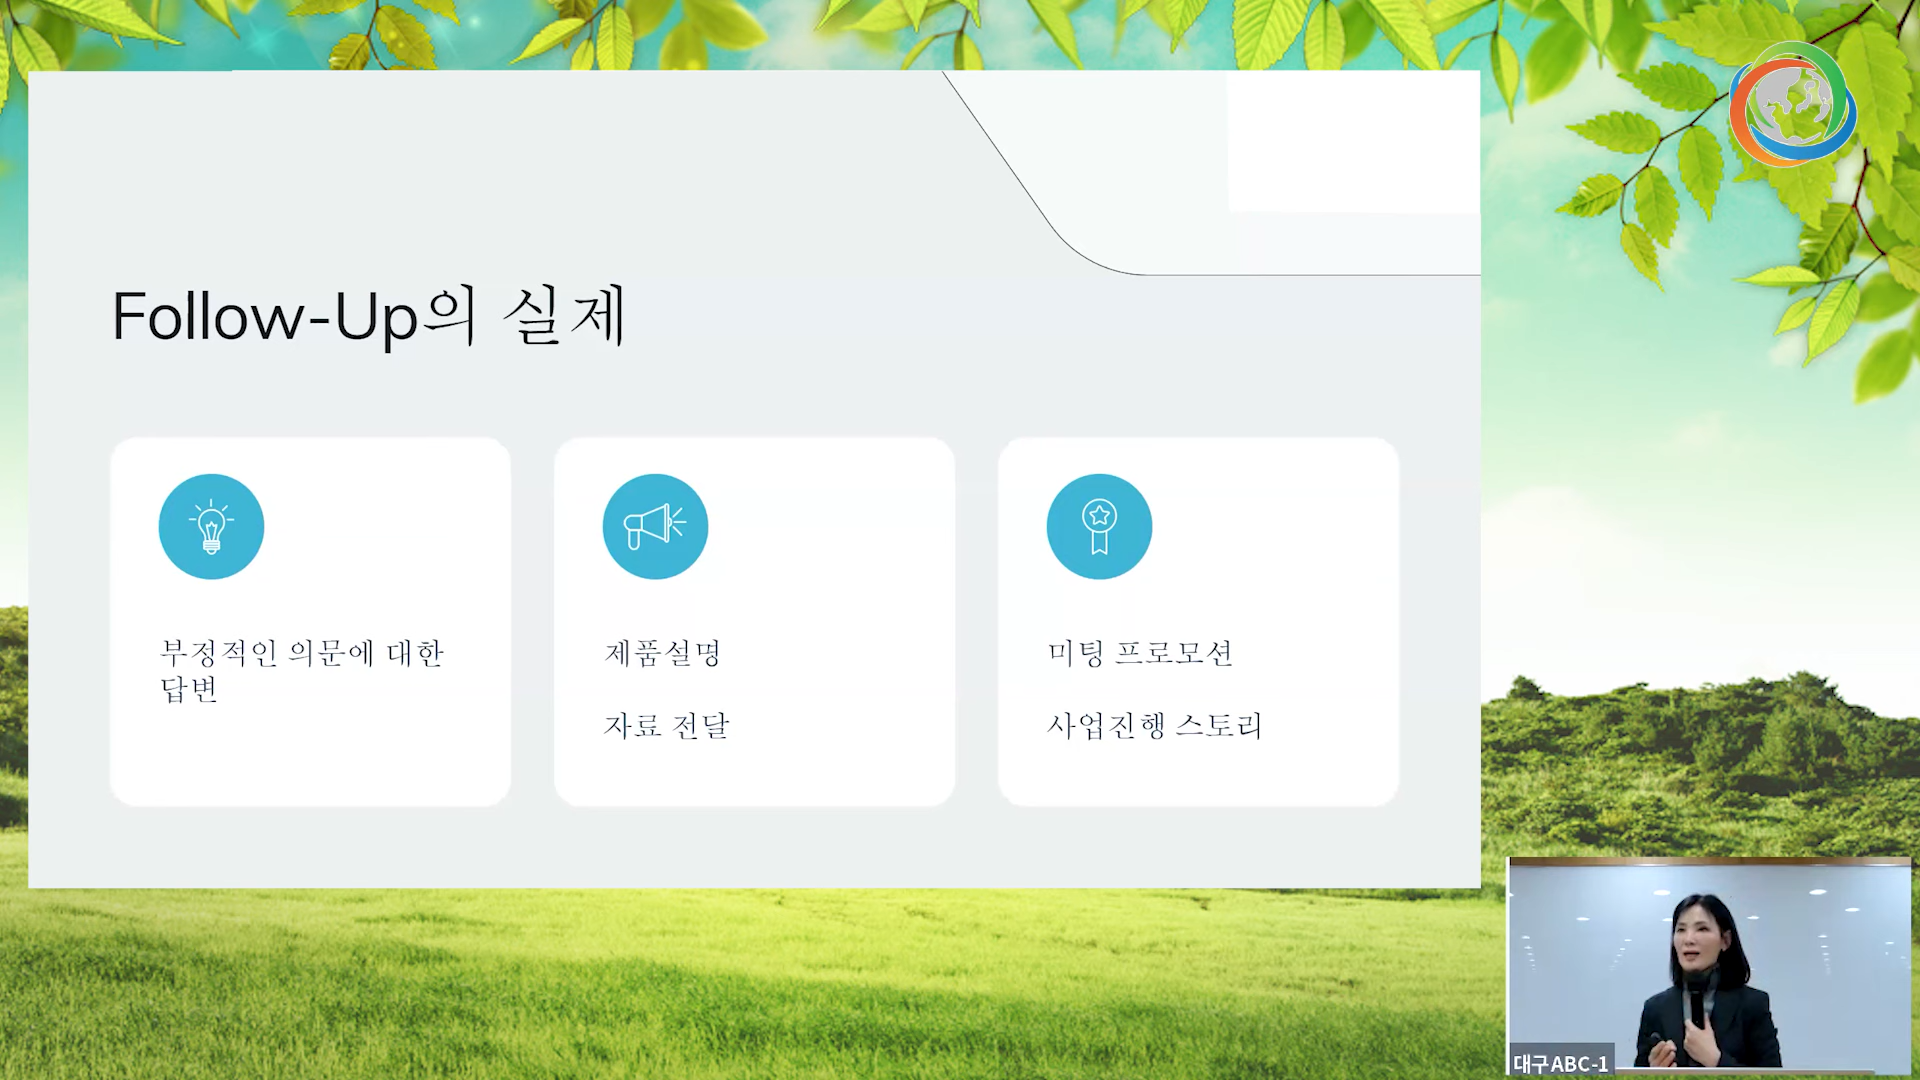 Follow-Up의 실제
부정적인 의문에 대한
답변
제품설명
자료 전달
미팅 프로모션
사업진행 스토리
대구ABC-1